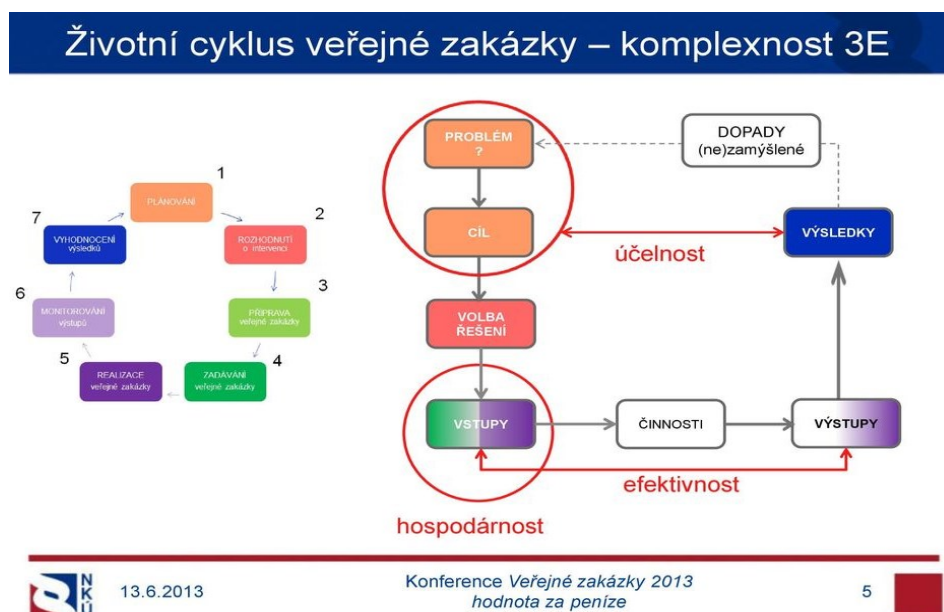 Životní cyklus veřejné zakázky – komplexnost 3E
1
PLÁNOVÁNÍ
2
ROZHODNUTÍ
o intervenci
3
PŘÍPRAVA
veřejné zakázky
4
ZADÁVÁNÍ
veřejné zakázky
5
REALIZACE
veřejné zakázky
6
MONITOROVÁNÍ
výstupů
7
VYHODNOCENÍ
výsledků
PROBLÉM
?
CÍL
VOLBA
ŘEŠENÍ
VSTUPY
ČINNOSTI
VÝSTUPY
VÝSLEDKY
DOPADY
(ne)zamýšlené
účelnost
efektivnost
hospodárnost
NKÚ
13.6.2013
Konference Veřejné zakázky 2013
hodnota za peníze
5